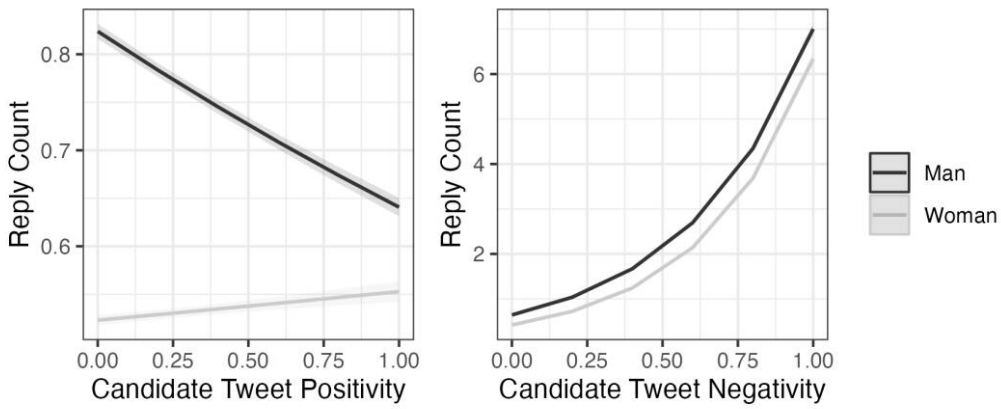 Reply Count
0.8
0.7
0.6
0.00 0.25 0.50 0.75 1.00
Candidate Tweet Positivity
Reply Count
6
4
2
0.00 0.25 0.50 0.75 1.00
Candidate Tweet Negativity
Man
Woman